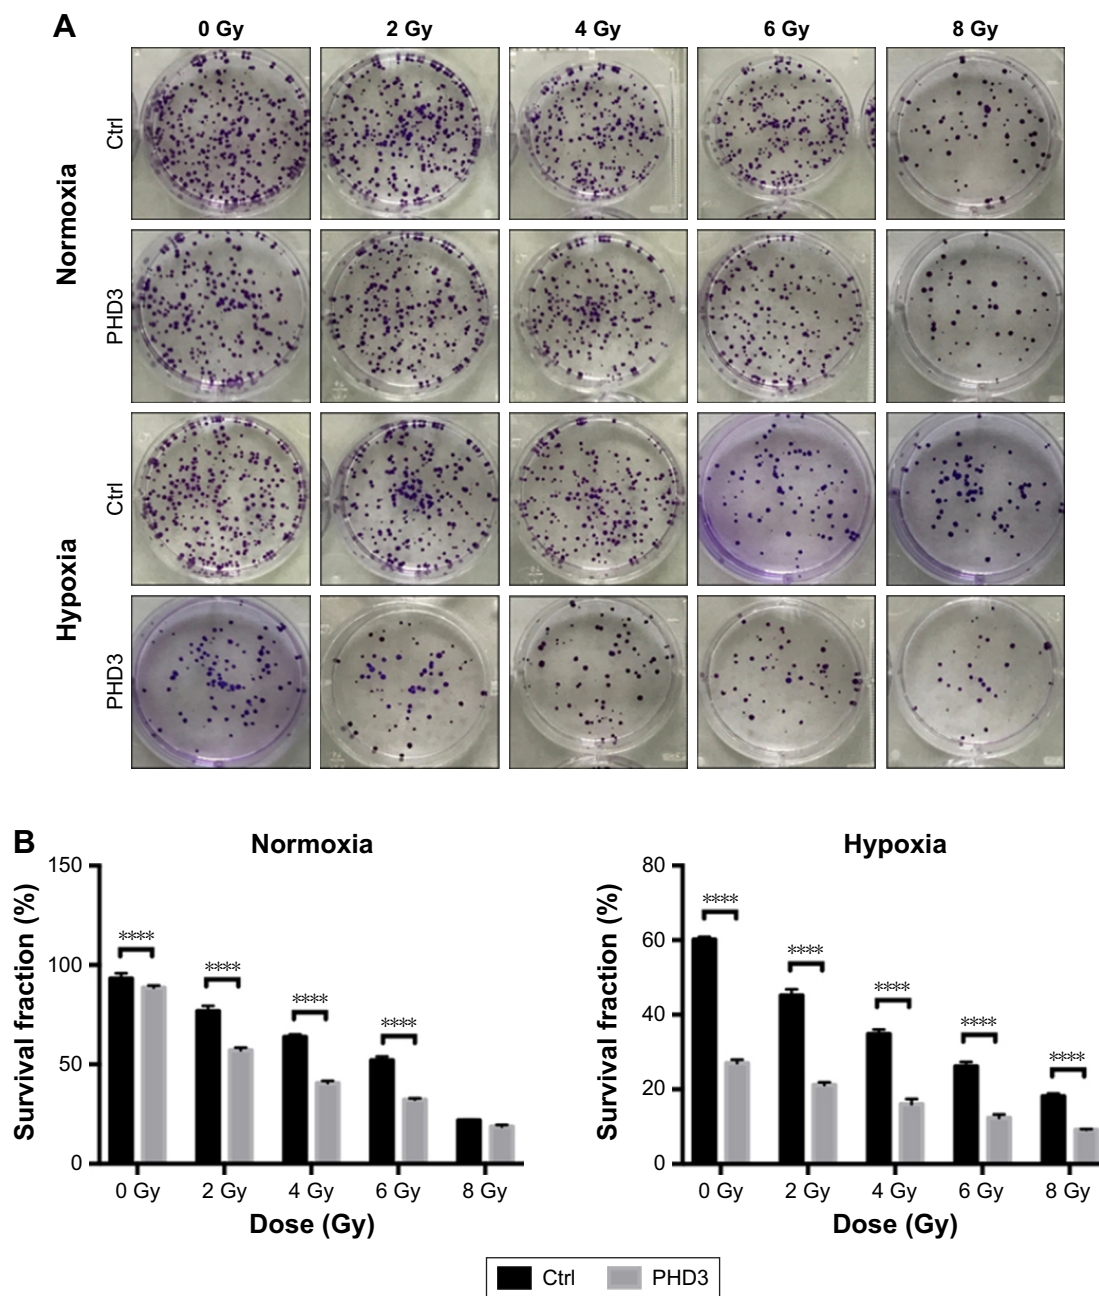 A
0 Gy 2 Gy 4 Gy 6 Gy 8 Gy
Normoxia
Ctrl
PHD3
Hypoxia
Ctrl
PHD3
B
Normoxia
Survival fraction (%)
150
100
50
0
****
****
****
****
0 Gy 2 Gy 4 Gy 6 Gy 8 Gy
Dose (Gy)
Hypoxia
Survival fraction (%)
80
60
40
20
0
****
****
****
****
****
0 Gy 2 Gy 4 Gy 6 Gy 8 Gy
Dose (Gy)
Ctrl PHD3